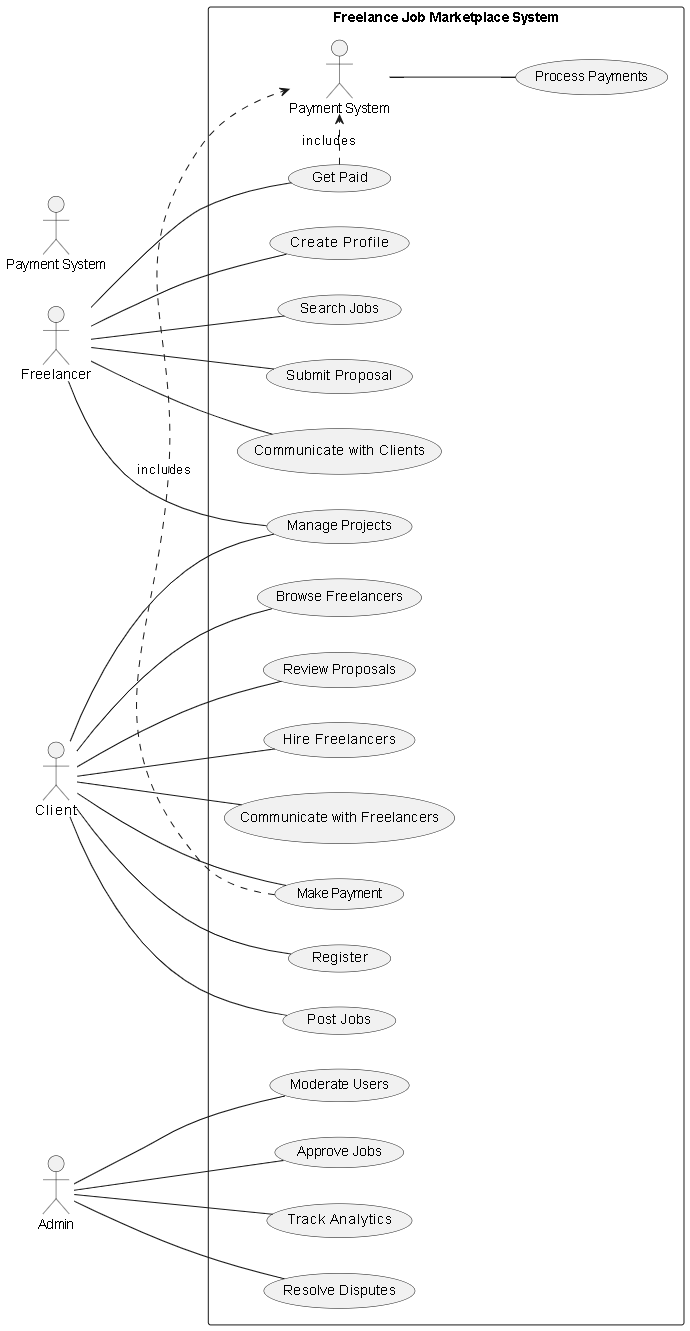 Freelance Job Marketplace System
Payment System
Process Payments
includes
Get Paid
Payment System
Create Profile
Search Jobs
Freelancer
Submit Proposal
Communicate with Clients
includes
Manage Projects
Browse Freelancers
Review Proposals
Hire Freelancers
Client
Communicate with Freelancers
Make Payment
Register
Post Jobs
Moderate Users
Approve Jobs
Admin
Track Analytics
Resolve Disputes